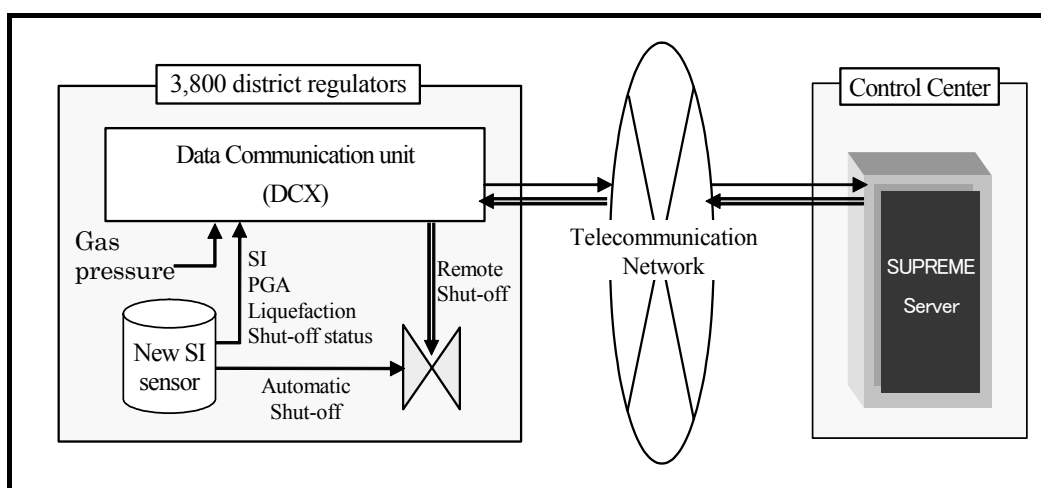 3,800 district regulators
Data Communication unit
(DCX)
Gas
pressure
SI
PGA
Liquefaction
Shut-off status
Remote
Shut-off
New SI
sensor
Automatic
Shut-off
Telecommunication
Network
Control Center
SUPREME
Server